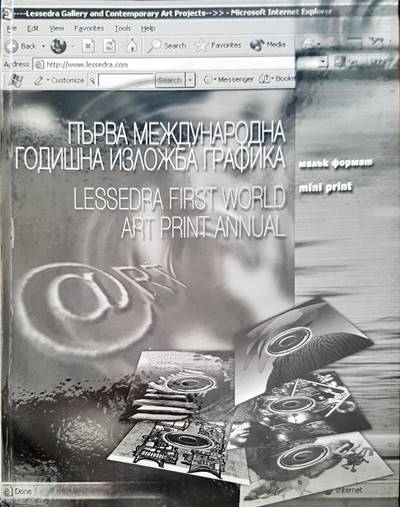 ----Lessedra Gallery and Contemporary Art Projects-->> - Microsoft Internet Explorer
File Edit View Favorites Tools Help
Back Search Favorites Media
Address http://www.lessedra.com Go
Customize Search Messenger
ПЪРВА МЕЖДУНАРОДНА
ГОДИШНА ИЗЛОЖБА ГРАФИКА
малък формат
mini print
LESSEDRA FIRST WORLD
ART PRINT ANNUAL
@RT
Done Internet